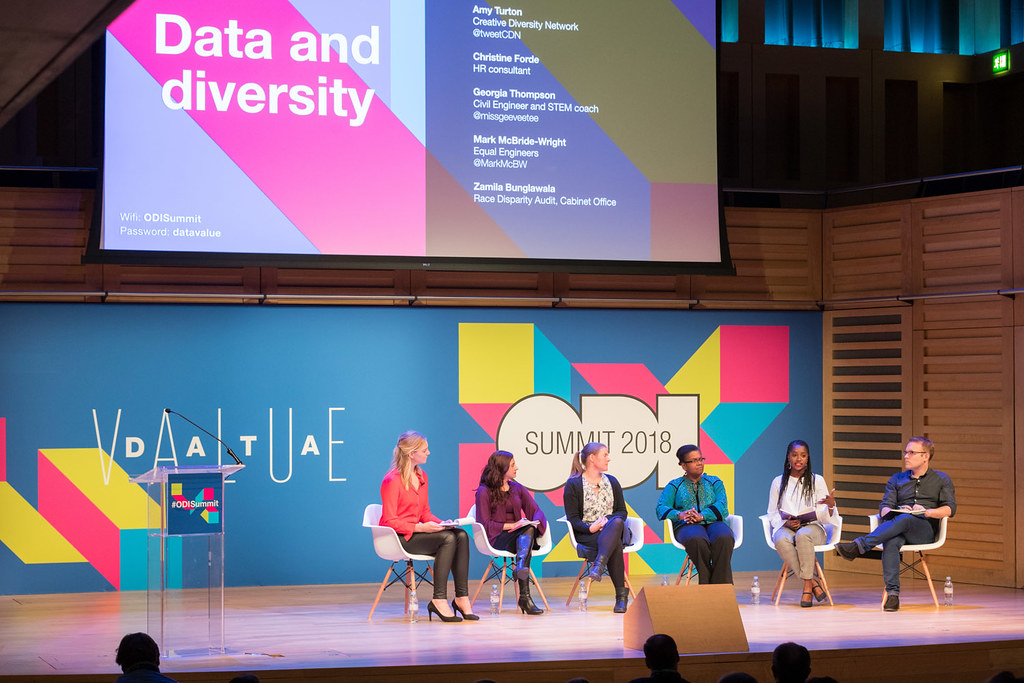 Data and
diversity
Wifi: ODISummit
Password: datavalue
Amy Turton
Creative Diversity Network
@tweetCDN
Christine Forde
HR consultant
Georgia Thompson
Civil Engineer and STEM coach
@missgeeveetee
Mark McBride-Wright
Equal Engineers
@MarkMcBW
Zamila Bunglawala
Race Disparity Audit, Cabinet Office
VALUE
DATA
ODI
SUMMIT 2018
#ODISummit